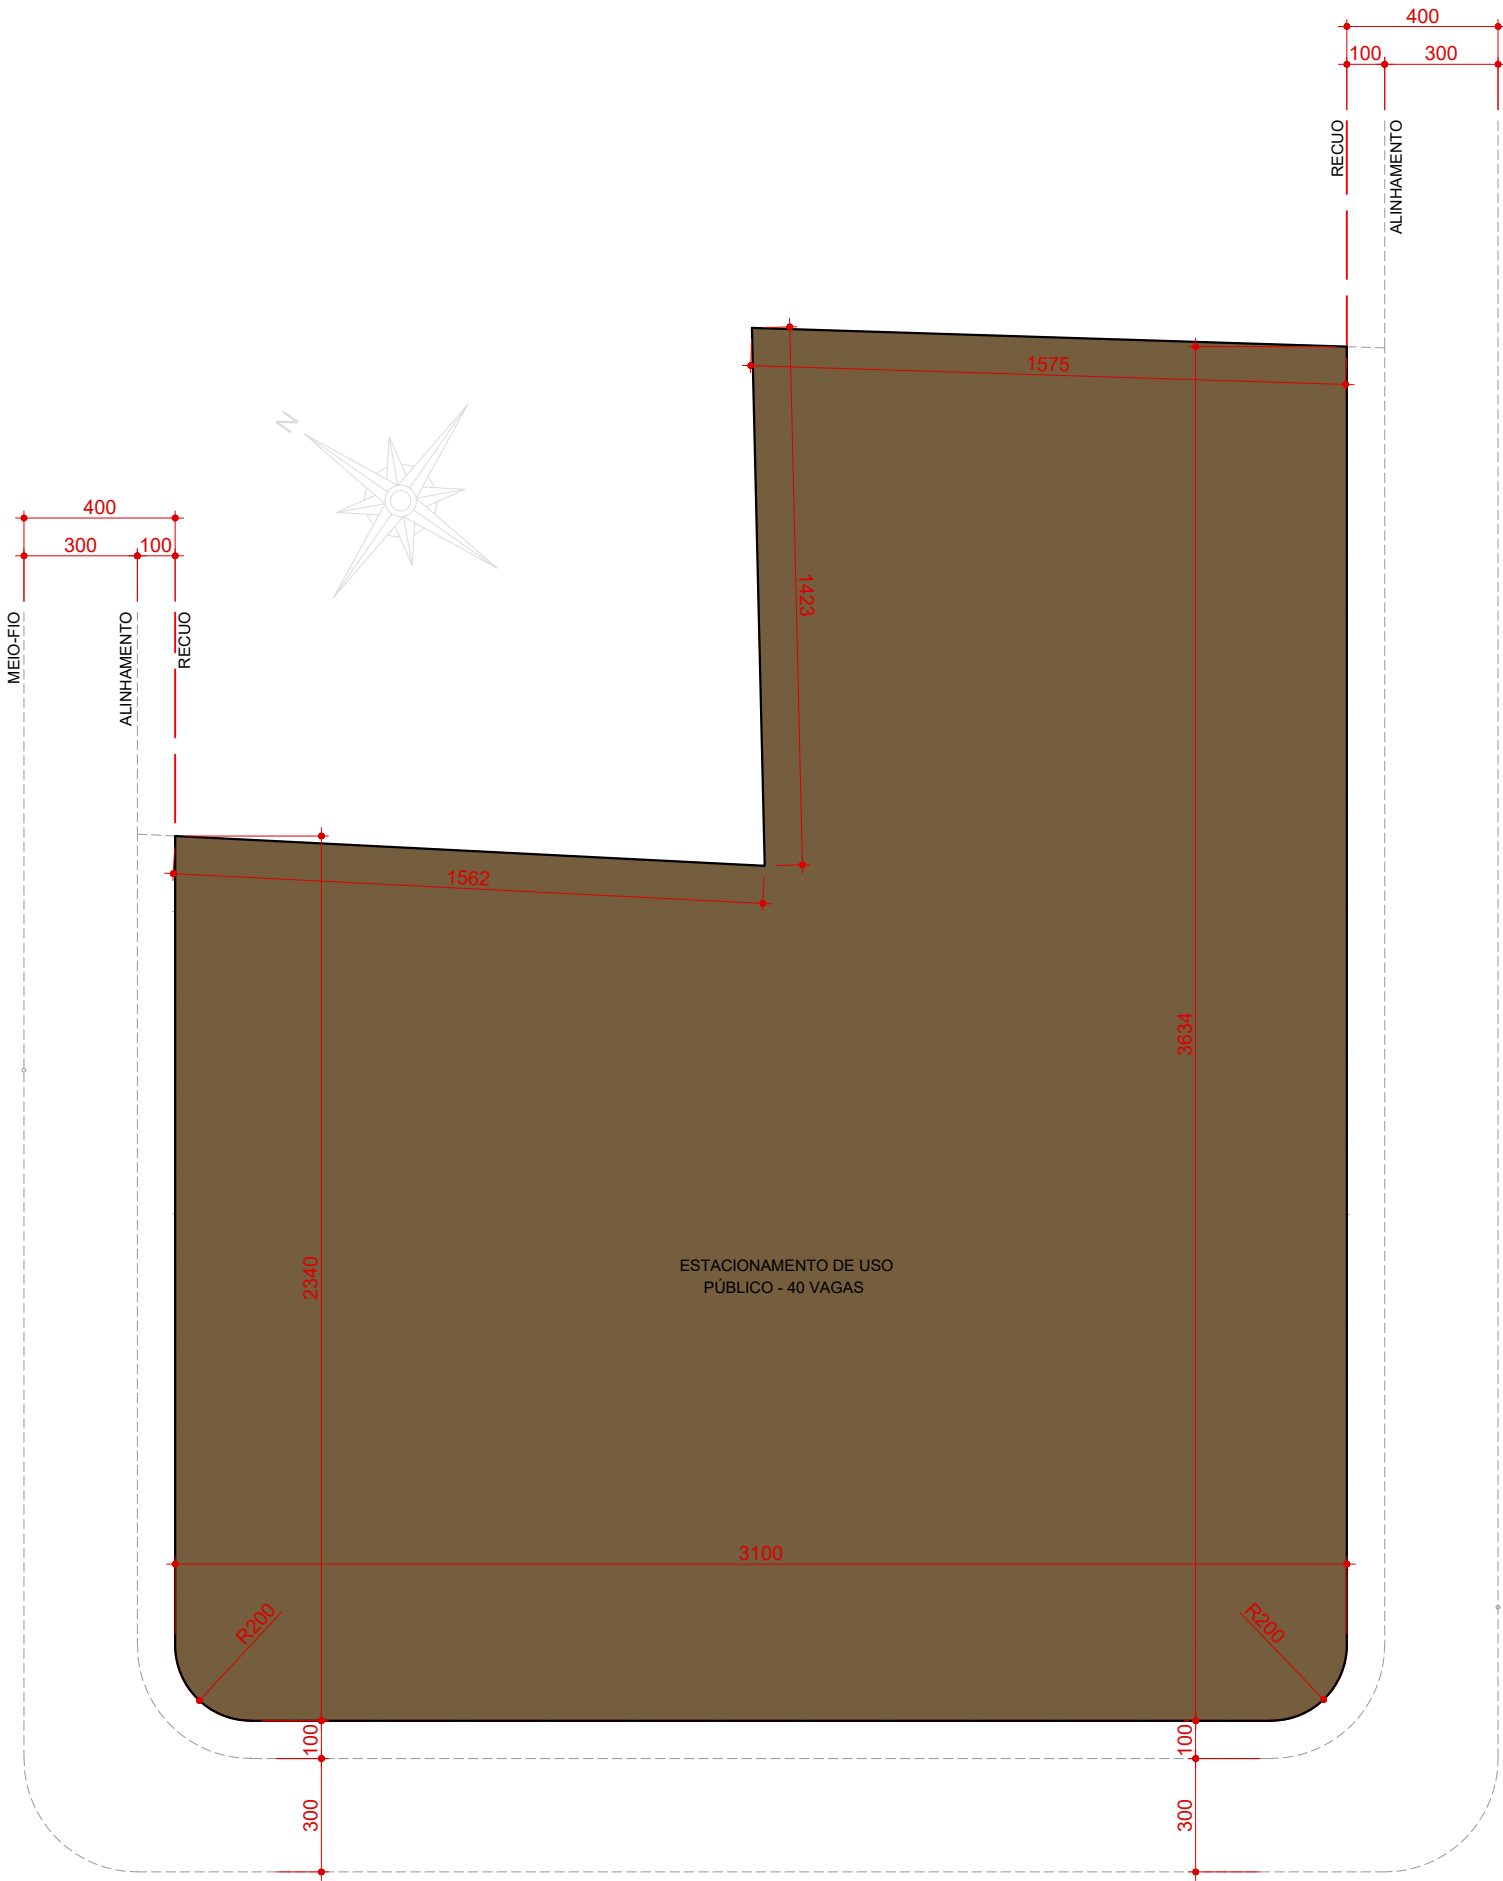 400
100
300
RECUO
ALINHAMENTO
1575
N
400
300
100
1423
MEIO-FIO
ALINHAMENTO
RECUO
1562
3634
2340
ESTACIONAMENTO DE USO
PÚBLICO - 40 VAGAS
3100
R200
R200
100
100
300
300